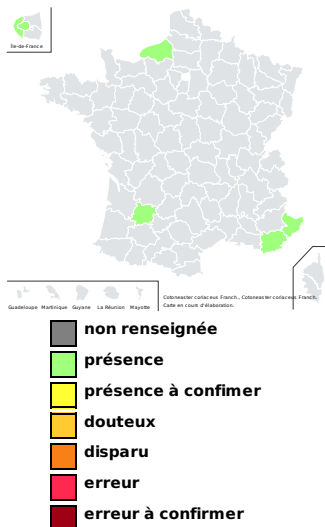 Île-de-France
Guadeloupe Martinique Guyane La Réunion Mayotte
Cotoneaster coriaceus Franch., Cotoneaster coriaceus Franch.
Carte en cours d'élaboration.
non renseignée
présence
présence à confimer
douteux
disparu
erreur
erreur à confirmer